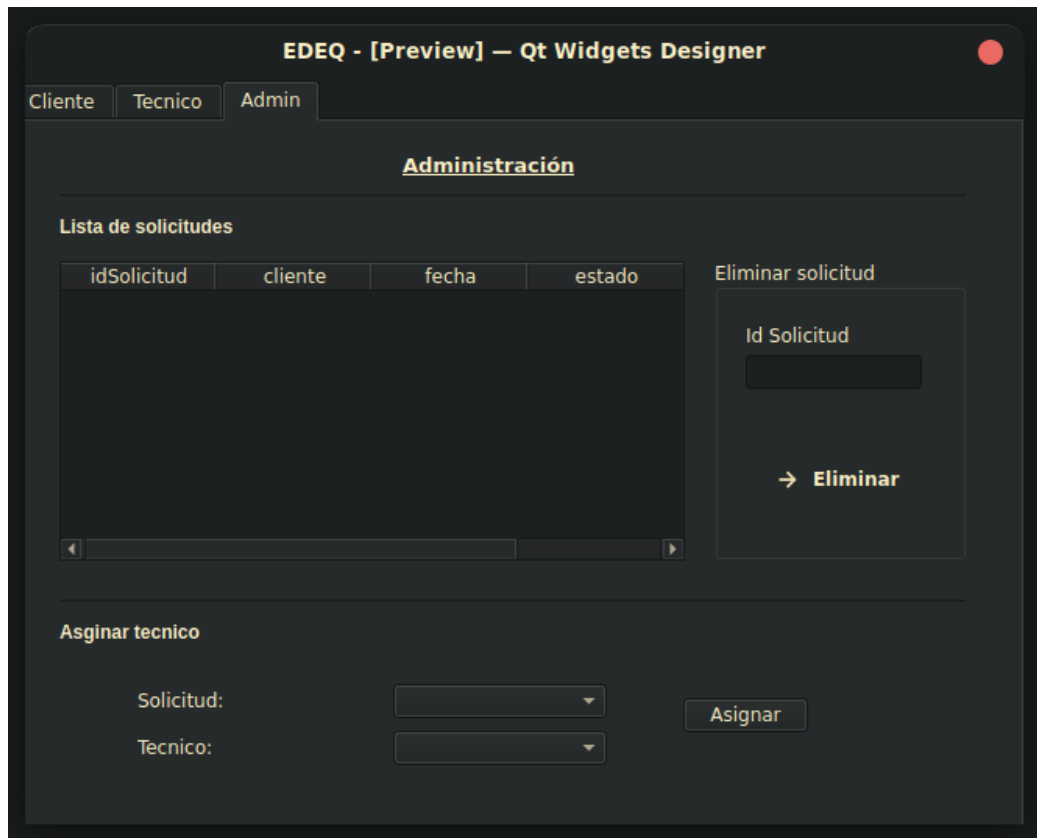 EDEQ - [Preview] — Qt Widgets Designer
Cliente Tecnico Admin
Administración
Lista de solicitudes
idSolicitud cliente fecha estado
Eliminar solicitud
Id Solicitud
→ Eliminar
Asginar tecnico
Solicitud:
Tecnico:
Asignar